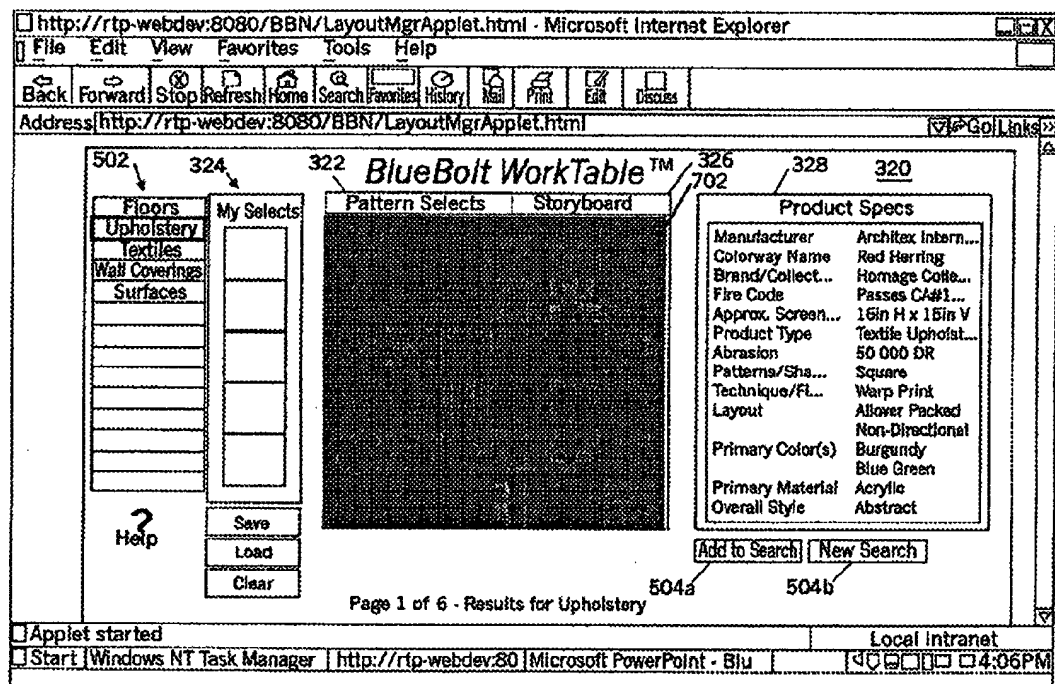 http://rtp-webdev:8080/BBN/LayoutMgrApplet.html - Microsoft Internet Explorer
File Edit View Favorites Tools Help
Back Forward Stop Refresh Home Search Favorites History Mail Print Edit Discuss
Address http://rtp-webdev:8080/BBN/LayoutMgrApplet.html Go Links
502 324 322 BlueBolt WorkTable™ 326 702 328 320
Floors
Upholstery
Textiles
Wall Coverings
Surfaces
My Selects
Pattern Selects Storyboard
Product Specs
Manufacturer Architex Intern...
Colorway Name Red Herring
Brand/Collect... Homage Colle...
Fire Code Passes CA#1...
Approx. Screen... 15in H x 15in V
Product Type Textile Upholst...
Abrasion 50 000 DR
Patterns/Sha... Square
Technique/Fi... Warp Print
Layout Allover Packed
Non-Directional
Primary Color(s) Burgundy
Blue Green
Primary Material Acrylic
Overall Style Abstract
? Help
Save
Load
Clear
Add to Search New Search
504a 504b
Page 1 of 6 - Results for Upholstery
Applet started Local intranet
Start Windows NT Task Manager http://rtp-webdev:80 Microsoft PowerPoint - Blu 4:06PM